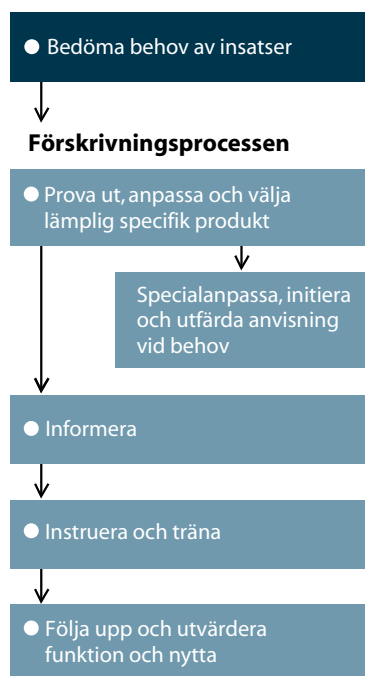 Bedöma behov av insatser
Förskrivningsprocessen
Prova ut, anpassa och välja
lämplig specifik produkt
Specialanpassa, initiera
och utfärda anvisning
vid behov
Informera
Instruera och träna
Följa upp och utvärdera
funktion och nytta